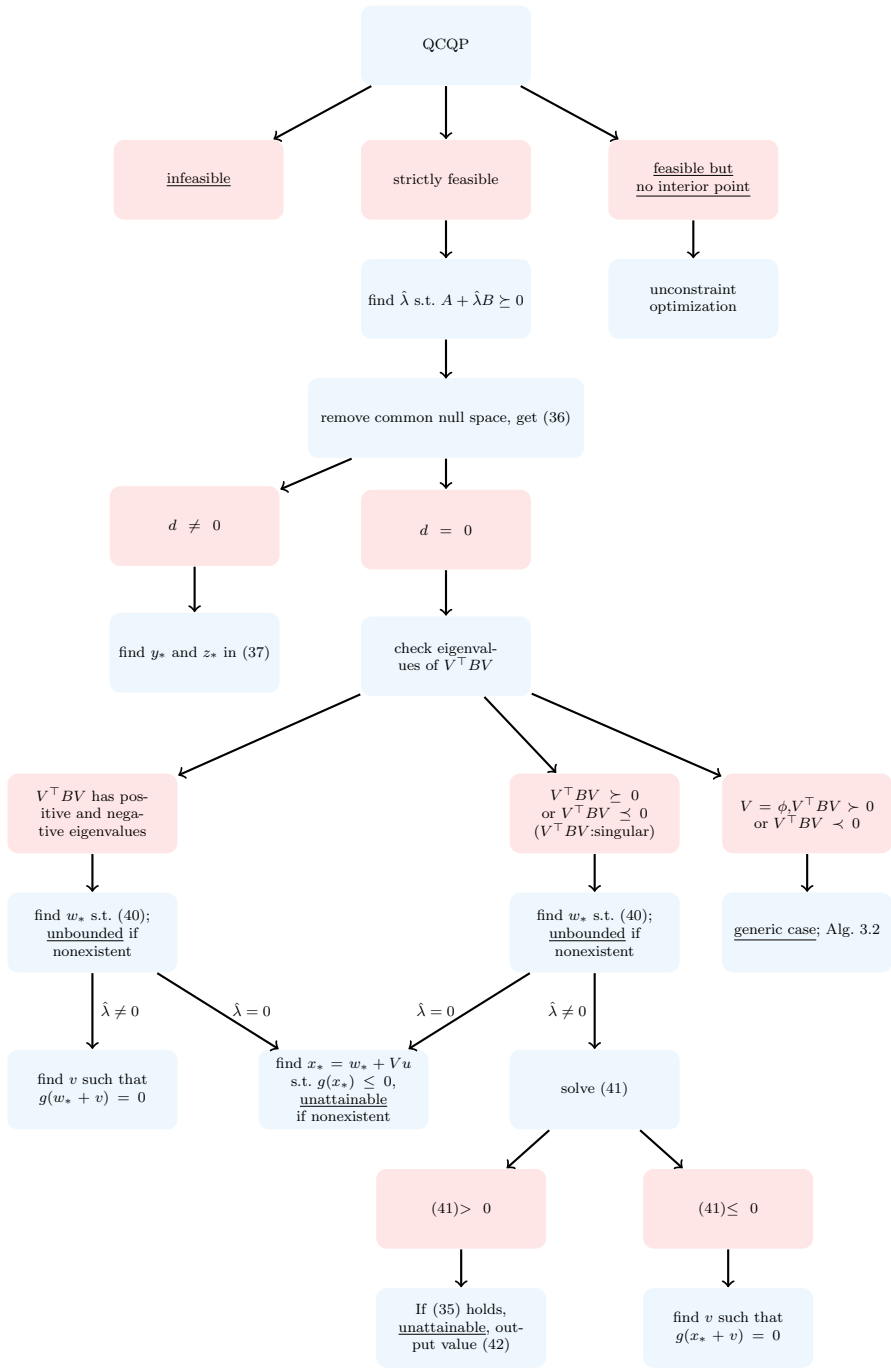 QCQP
infeasible
strictly feasible
feasible but
no interior point
find λ̂ s.t. A + λ̂B ⪰ 0
unconstraint
optimization
remove common null space, get (36)
d ≠ 0
d = 0
find y∗ and z∗ in (37)
check eigenval-
ues of V⊤BV
V⊤BV has pos-
itive and nega-
tive eigenvalues
V⊤BV ⪰ 0
or V⊤BV ⪯ 0
(V⊤BV:singular)
V = ϕ,V⊤BV ≻ 0
or V⊤BV ≺ 0
find w∗ s.t. (40);
unbounded if
nonexistent
find w∗ s.t. (40);
unbounded if
nonexistent
generic case; Alg. 3.2
λ̂ ≠ 0
λ̂ = 0
λ̂ = 0
λ̂ ≠ 0
find v such that
g(w∗ + v) = 0
find x∗ = w∗ + Vu
s.t. g(x∗) ≤ 0,
unattainable
if nonexistent
solve (41)
(41)> 0
(41)≤ 0
If (35) holds,
unattainable, out-
put value (42)
find v such that
g(x∗ + v) = 0